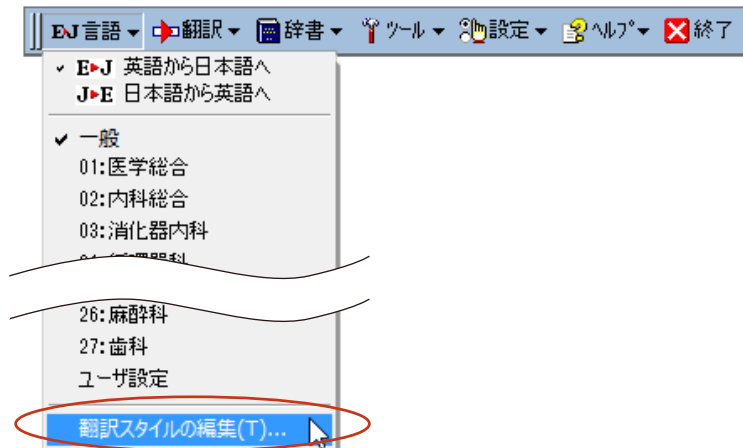 EJ 言語 翻訳 辞書 ツール 設定 ヘルプ 終了
E▸J 英語から日本語へ
J▸E 日本語から英語へ
一般
01:医学総合
02:内科総合
03:消化器内科
26:麻酔科
27:歯科
ユーザ設定
翻訳スタイルの編集(T)...